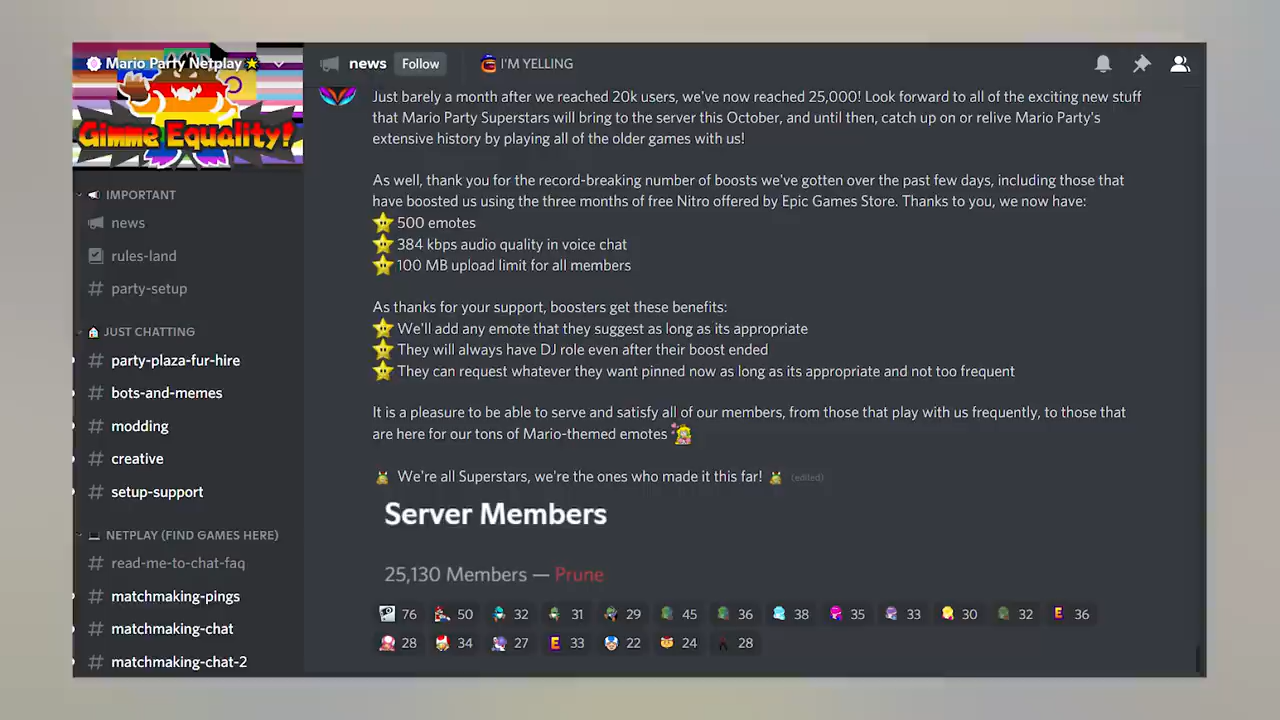 Mario Party Netplay
Gimme Equality!
IMPORTANT
news
rules-land
party-setup
JUST CHATTING
party-plaza-fur-hire
bots-and-memes
modding
creative
setup-support
NETPLAY (FIND GAMES HERE)
read-me-to-chat-faq
matchmaking-pings
matchmaking-chat
matchmaking-chat-2
news Follow I'M YELLING
Just barely a month after we reached 20k users, we've now reached 25,000! Look forward to all of the exciting new stuff
that Mario Party Superstars will bring to the server this October, and until then, catch up on or relive Mario Party's
extensive history by playing all of the older games with us!
As well, thank you for the record-breaking number of boosts we've gotten over the past few days, including those that
have boosted us using the three months of free Nitro offered by Epic Games Store. Thanks to you, we now have:
500 emotes
384 kbps audio quality in voice chat
100 MB upload limit for all members
As thanks for your support, boosters get these benefits:
We'll add any emote that they suggest as long as its appropriate
They will always have DJ role even after their boost ended
They can request whatever they want pinned now as long as its appropriate and not too frequent
It is a pleasure to be able to serve and satisfy all of our members, from those that play with us frequently, to those that
are here for our tons of Mario-themed emotes
We're all Superstars, we're the ones who made it this far! (edited)
Server Members
25,130 Members — Prune
76 50 32 31 29 45 36 38 35 33 30 32 E 36
28 34 27 E 33 22 24 28